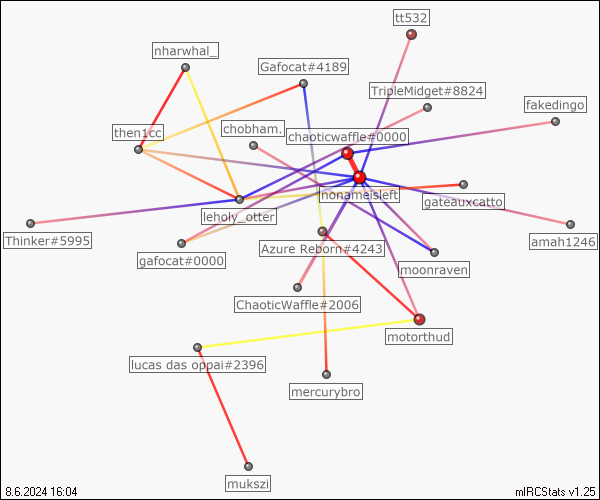 tt532
nharwhal_
Gafocat#4189
TripleMidget#8824
fakedingo
then1cc
chobham.
chaoticwaffle#0000
nonameisleft
gateauxcatto
leholy_otter
Thinker#5995
amah1246
Azure Reborn#4243
gafocat#0000
moonraven
ChaoticWaffle#2006
motorthud
lucas das oppai#2396
mercurybro
mukszi
8.6.2024 16:04
mIRCStats v1.25